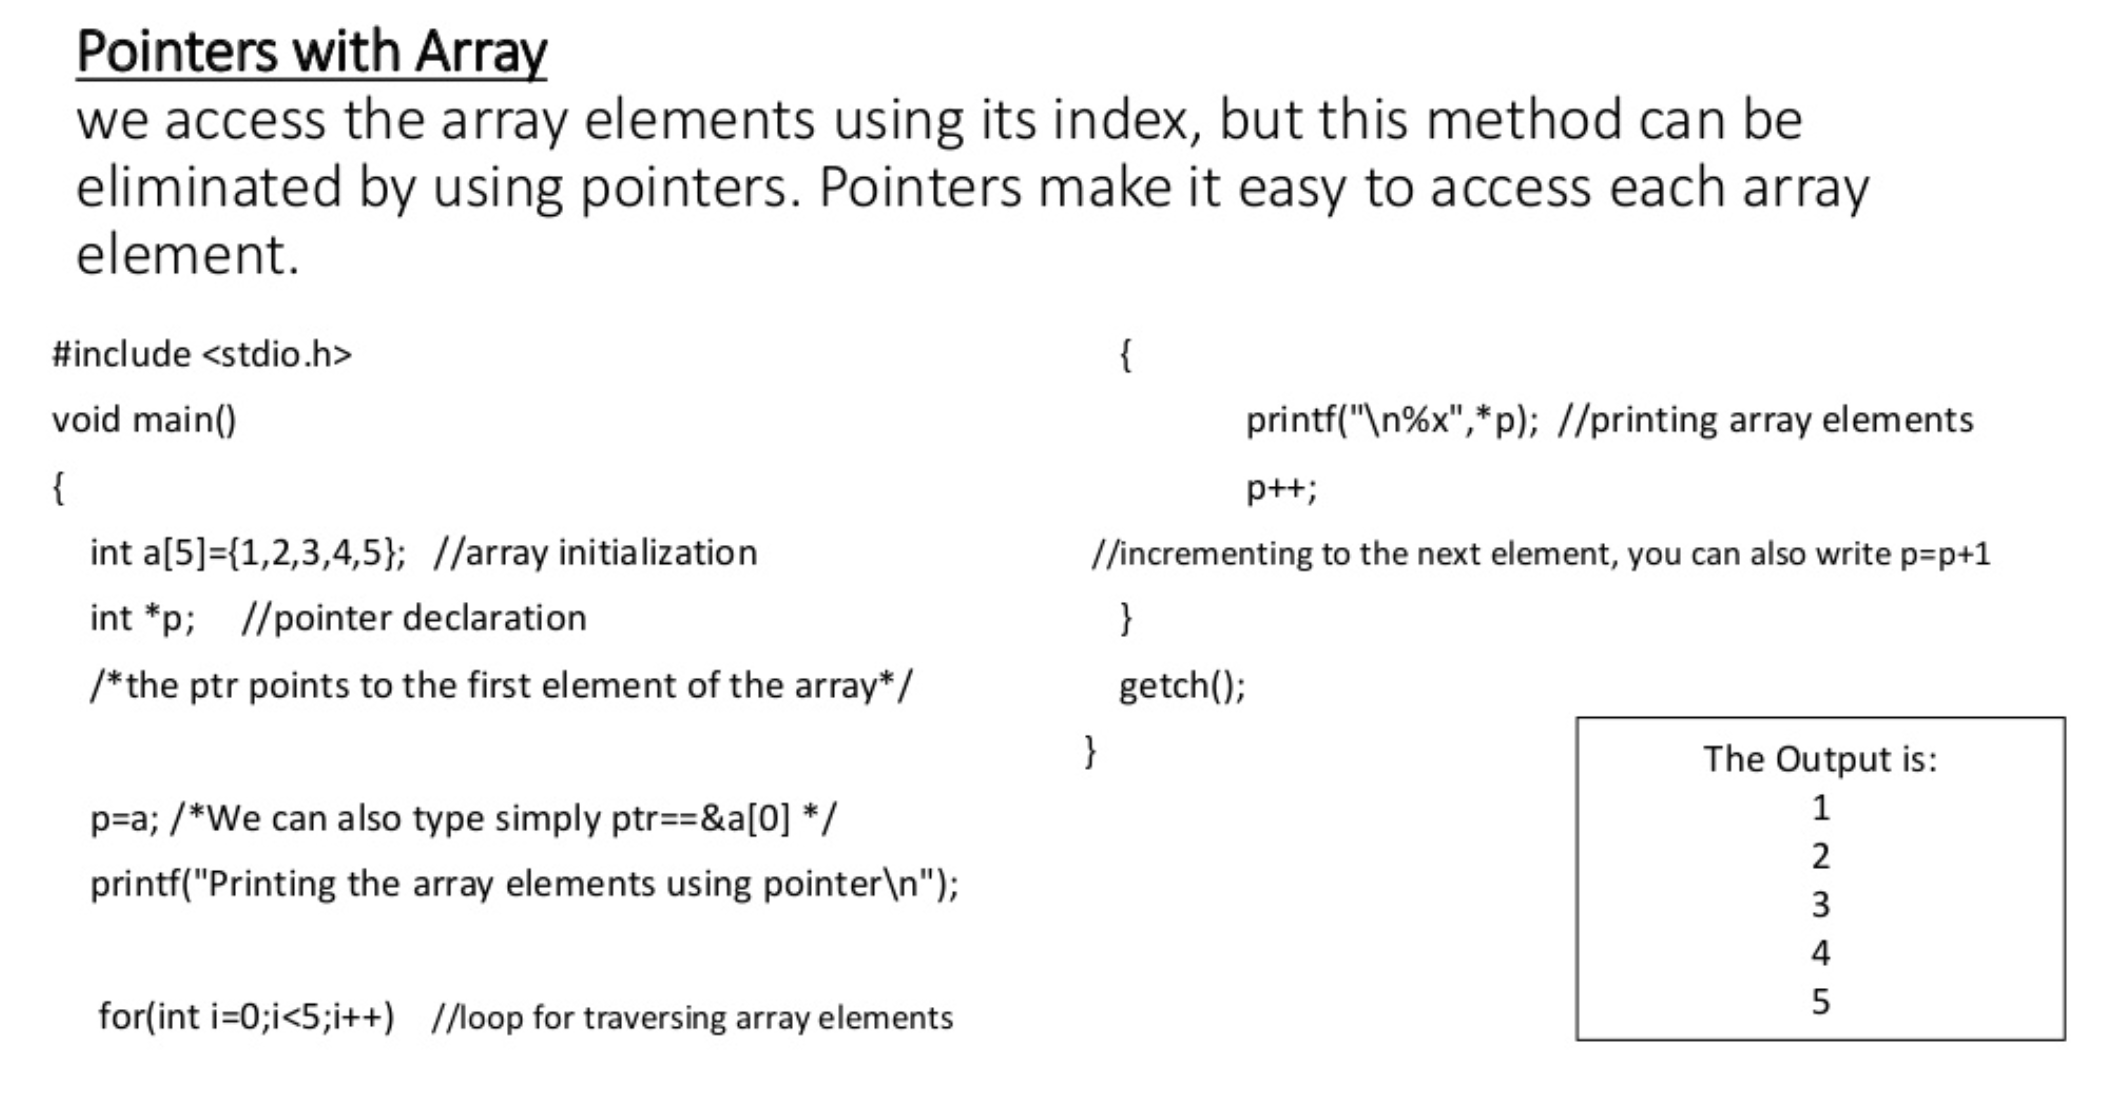 Pointers with Array
we access the array elements using its index, but this method can be
eliminated by using pointers. Pointers make it easy to access each array
element.
#include <stdio.h>
void main()
{
int a[5]={1,2,3,4,5}; //array initialization
int *p; //pointer declaration
/*the ptr points to the first element of the array*/
p=a; /*We can also type simply ptr==&a[0] */
printf("Printing the array elements using pointer\n");
for(int i=0;i<5;i++) //loop for traversing array elements
{
printf("\n%x",*p); //printing array elements
p++;
//incrementing to the next element, you can also write p=p+1
}
getch();
}
The Output is:
1
2
3
4
5